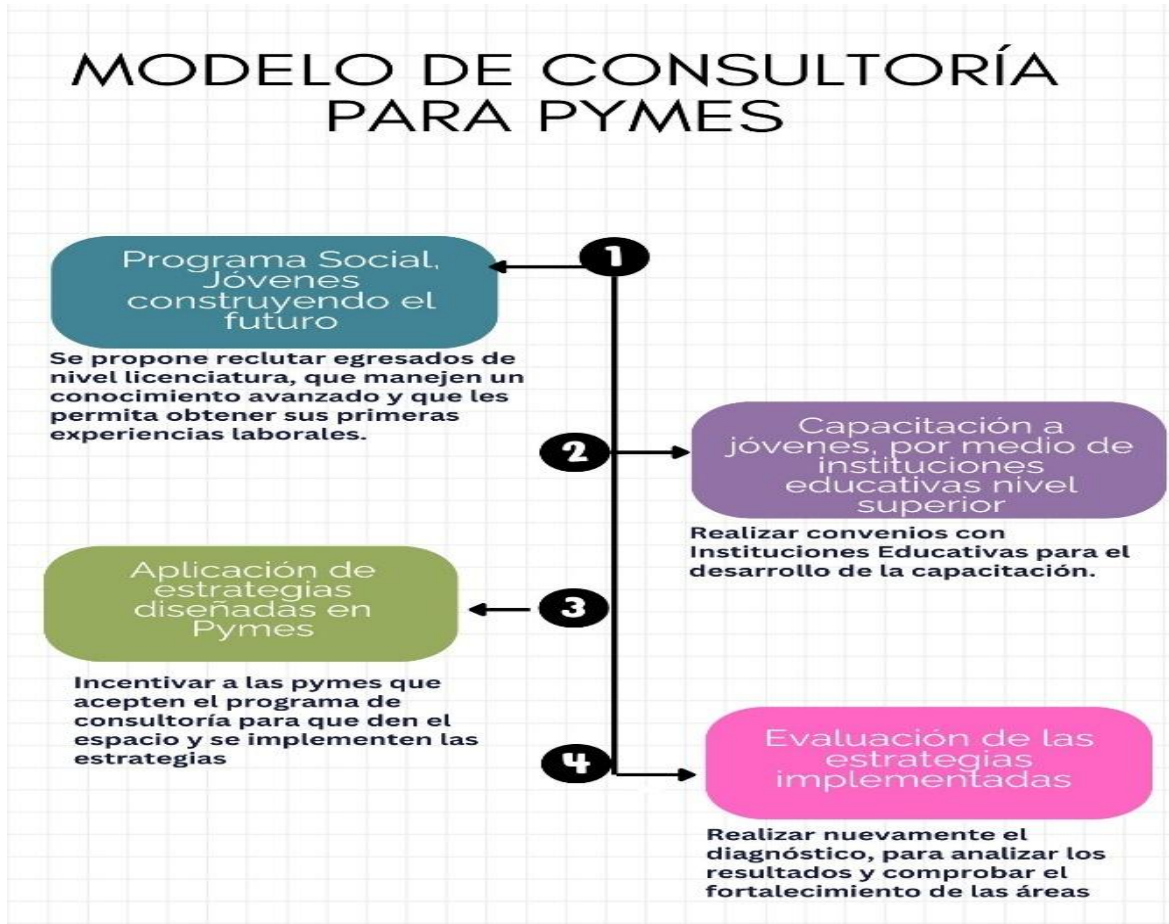 MODELO DE CONSULTORÍA
PARA PYMES
1
Programa Social,
Jóvenes
construyendo el
futuro
Se propone reclutar egresados de
nivel licenciatura, que manejen un
conocimiento avanzado y que les
permita obtener sus primeras
experiencias laborales.
2
Capacitación a
jóvenes, por medio de
instituciones
educativas nivel
superior
Realizar convenios con
Instituciones Educativas para el
desarrollo de la capacitación.
3
Aplicación de
estrategias
diseñadas en
Pymes
Incentivar a las pymes que
acepten el programa de
consultoría para que den el
espacio y se implementen las
estrategias
4
Evaluación de las
estrategias
implementadas
Realizar nuevamente el
diagnóstico, para analizar los
resultados y comprobar el
fortalecimiento de las áreas